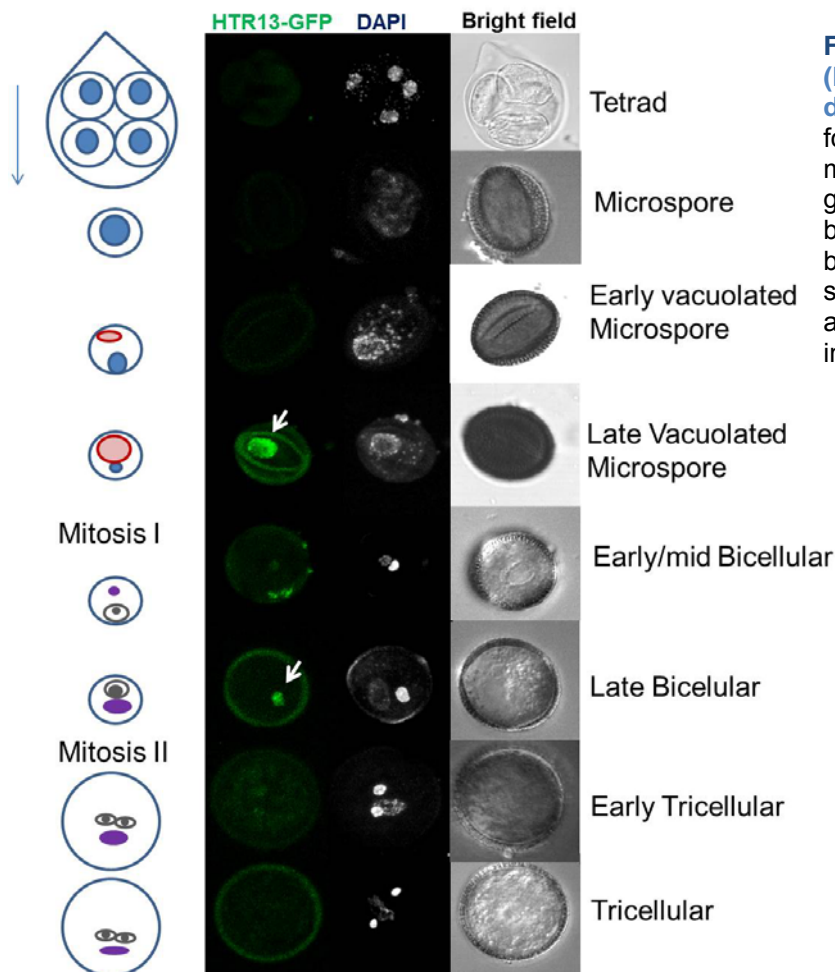 HTR13-GFP DAPI Bright field
Tetrad
Microspore
Early vacuolated
Microspore
Late Vacuolated
Microspore
Mitosis I
Early/mid Bicellular
Late Bicelular
Mitosis II
Early Tricellular
Tricellular